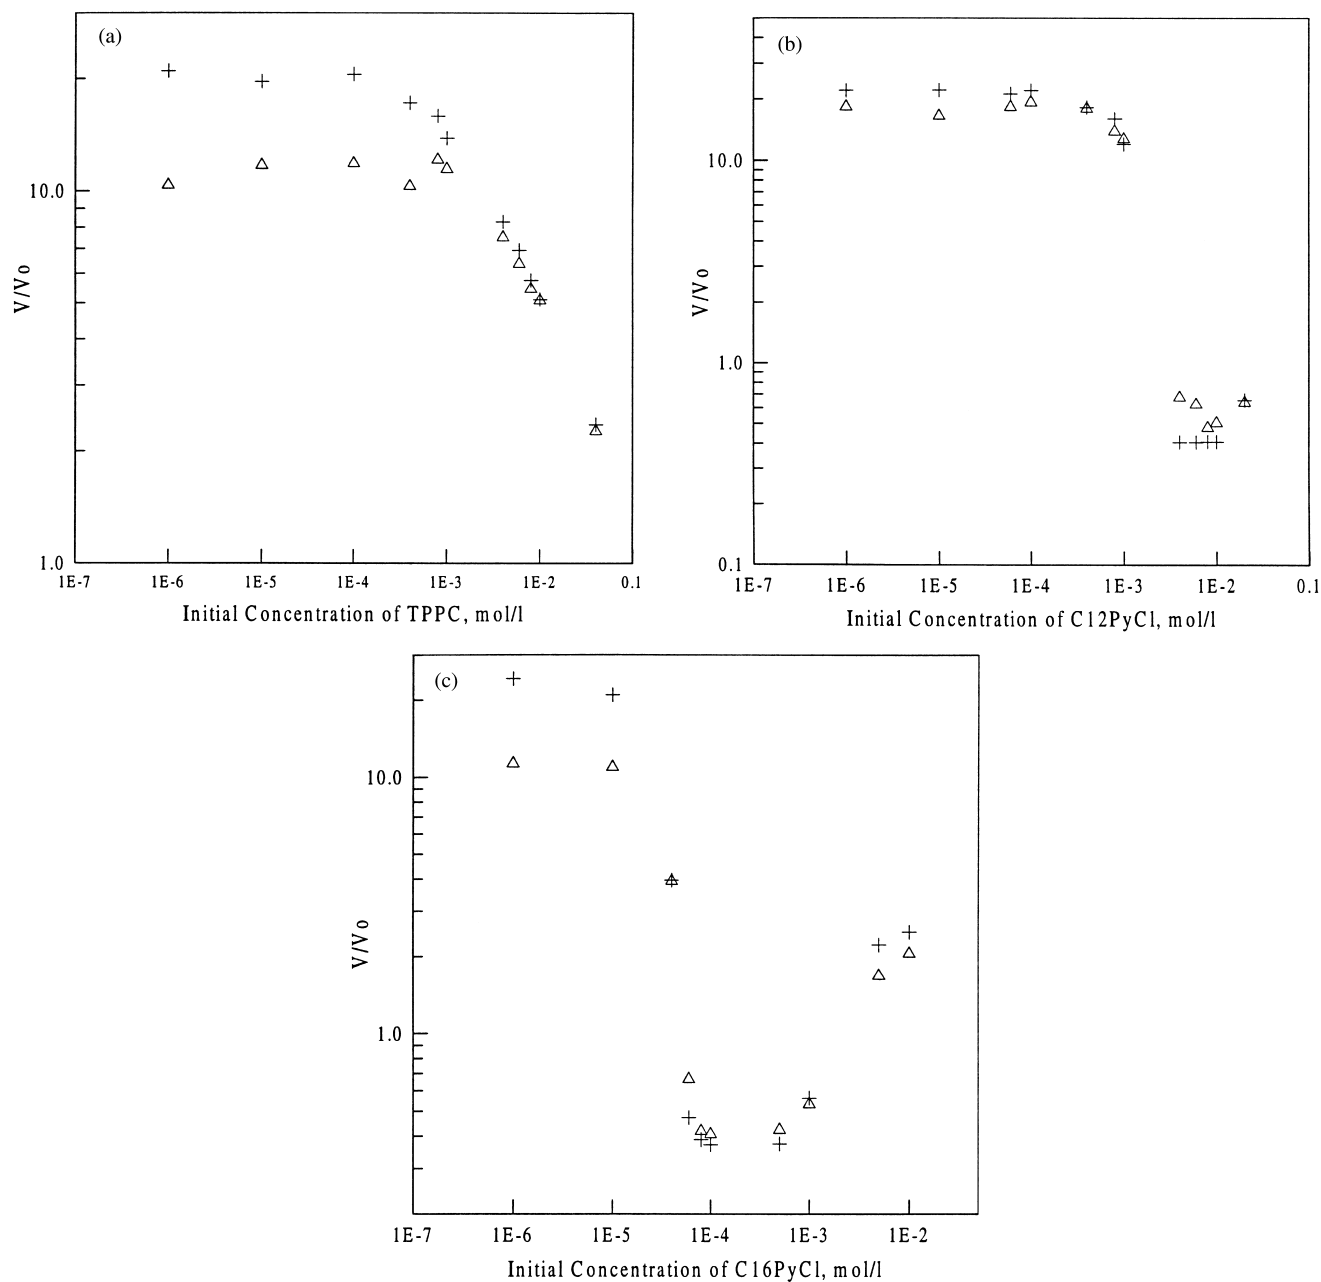 (a)
10.0
1.0
V/Vo
1E-7 1E-6 1E-5 1E-4 1E-3 1E-2 0.1
Initial Concentration of TPPC, mol/l
(b)
10.0
1.0
0.1
V/Vo
1E-7 1E-6 1E-5 1E-4 1E-3 1E-2 0.1
Initial Concentration of C12PyCl, mol/l
(c)
10.0
1.0
V/Vo
1E-7 1E-6 1E-5 1E-4 1E-3 1E-2
Initial Concentration of C16PyCl, mol/l